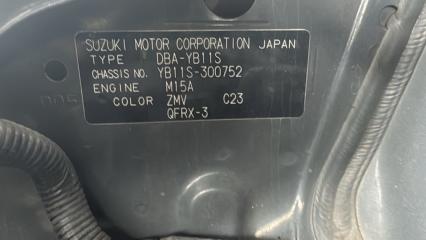 SUZUKI MOTOR CORPORATION JAPAN
TYPE DBA-YB11S
CHASSIS NO. YB11S-300752
ENGINE M15A
COLOR ZMV C23
QFRX-3